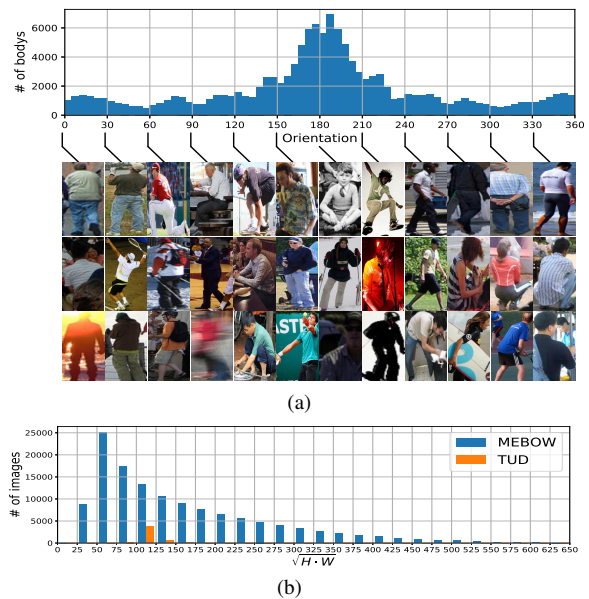 6000
4000
2000
0
# of bodys
0 30 60 90 120 150 180 210 240 270 300 330 360
Orientation
ASTE
2
(a)
25000
20000
15000
10000
5000
0
# of images
MEBOW
TUD
0 25 50 75 100 125 150 175 200 225 250 275 300 325 350 375 400 425 450 475 500 525 550 575 600 625 650
√H · W
(b)